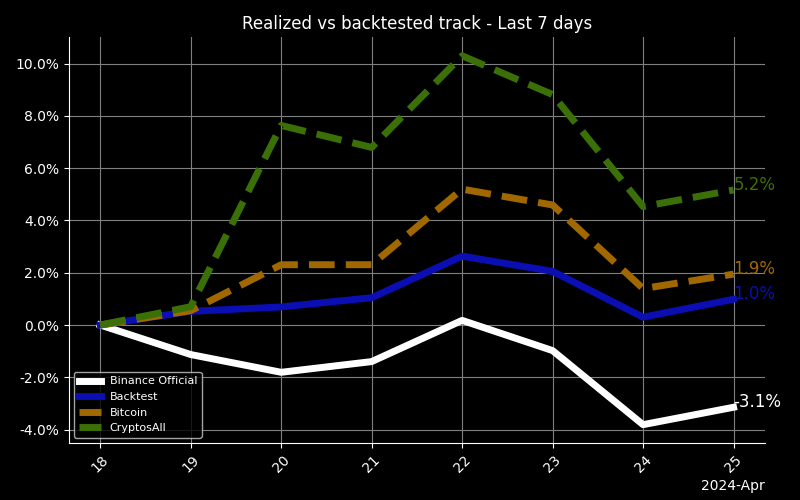 Realized vs backtested track - Last 7 days
10.0%
8.0%
6.0%
4.0%
2.0%
0.0%
-2.0%
-4.0%
5.2%
1.9%
1.0%
-3.1%
Binance Official
Backtest
Bitcoin
CryptosAll
18 19 20 21 22 23 24 25
2024-Apr